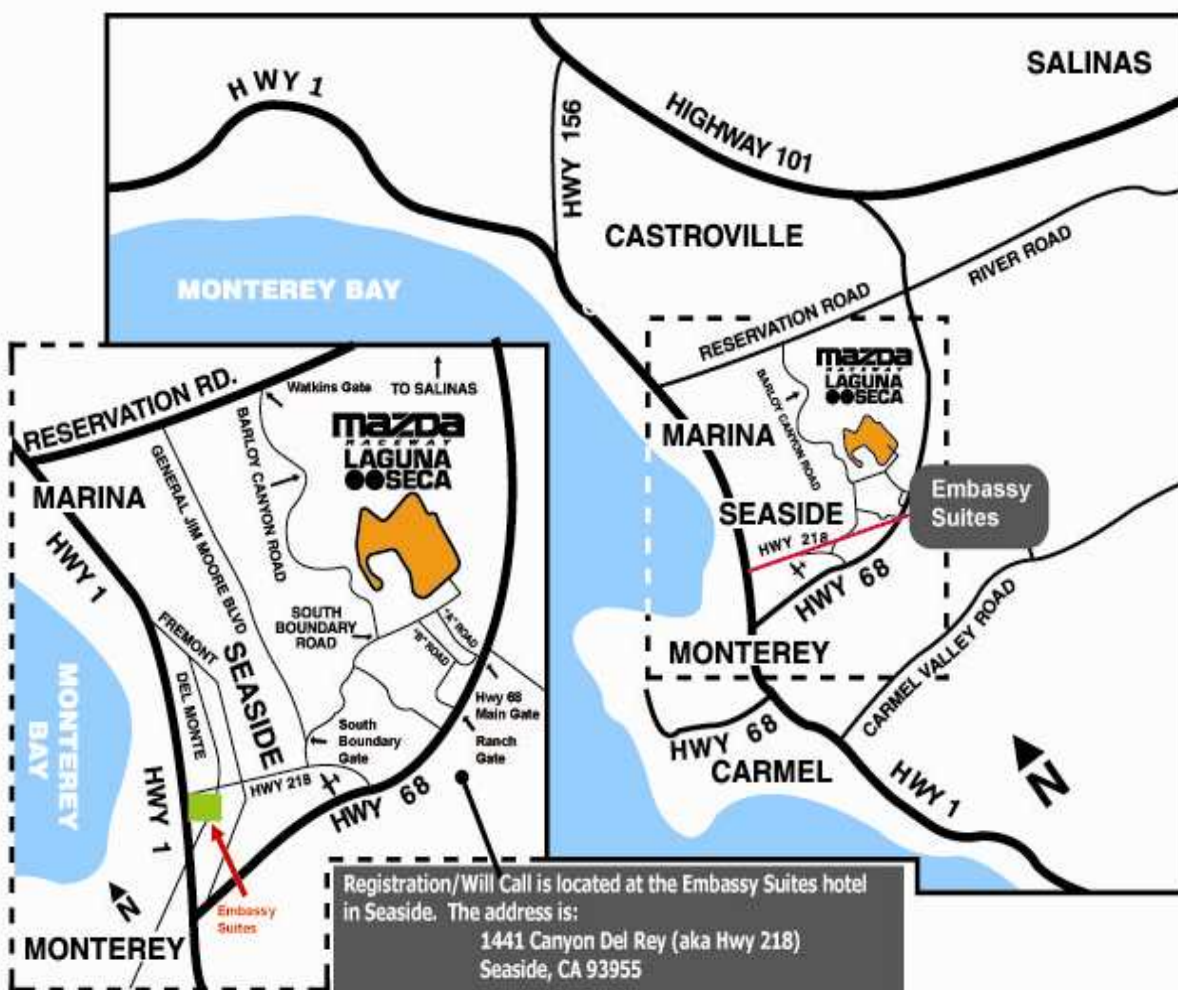 HWY 1
HWY 156
HIGHWAY 101
SALINAS
CASTROVILLE
MONTEREY BAY
RESERVATION ROAD
RIVER ROAD
mazda
RACEWAY
LAGUNA
SECA
BARLOY CANYON ROAD
MARINA
SEASIDE
HWY 218
Embassy
Suites
HWY 68
MONTEREY
HWY 68
CARMEL
CARMEL VALLEY ROAD
HWY 1
N
RESERVATION RD.
Watkins Gate
TO SALINAS
mazda
RACEWAY
LAGUNA
SECA
MARINA
GENERAL JIM MOORE BLVD
BARLOY CANYON ROAD
HWY 1
SOUTH
BOUNDARY
ROAD
"A" ROAD
"B" ROAD
FREMONT
DEL MONTE
SEASIDE
MONTEREY
BAY
Hwy 68
Main Gate
Ranch
Gate
South
Boundary
Gate
HWY 218
HWY 68
HWY 1
N
Embassy
Suites
MONTEREY
Registration/Will Call is located at the Embassy Suites hotel
in Seaside. The address is:
1441 Canyon Del Rey (aka Hwy 218)
Seaside, CA 93955